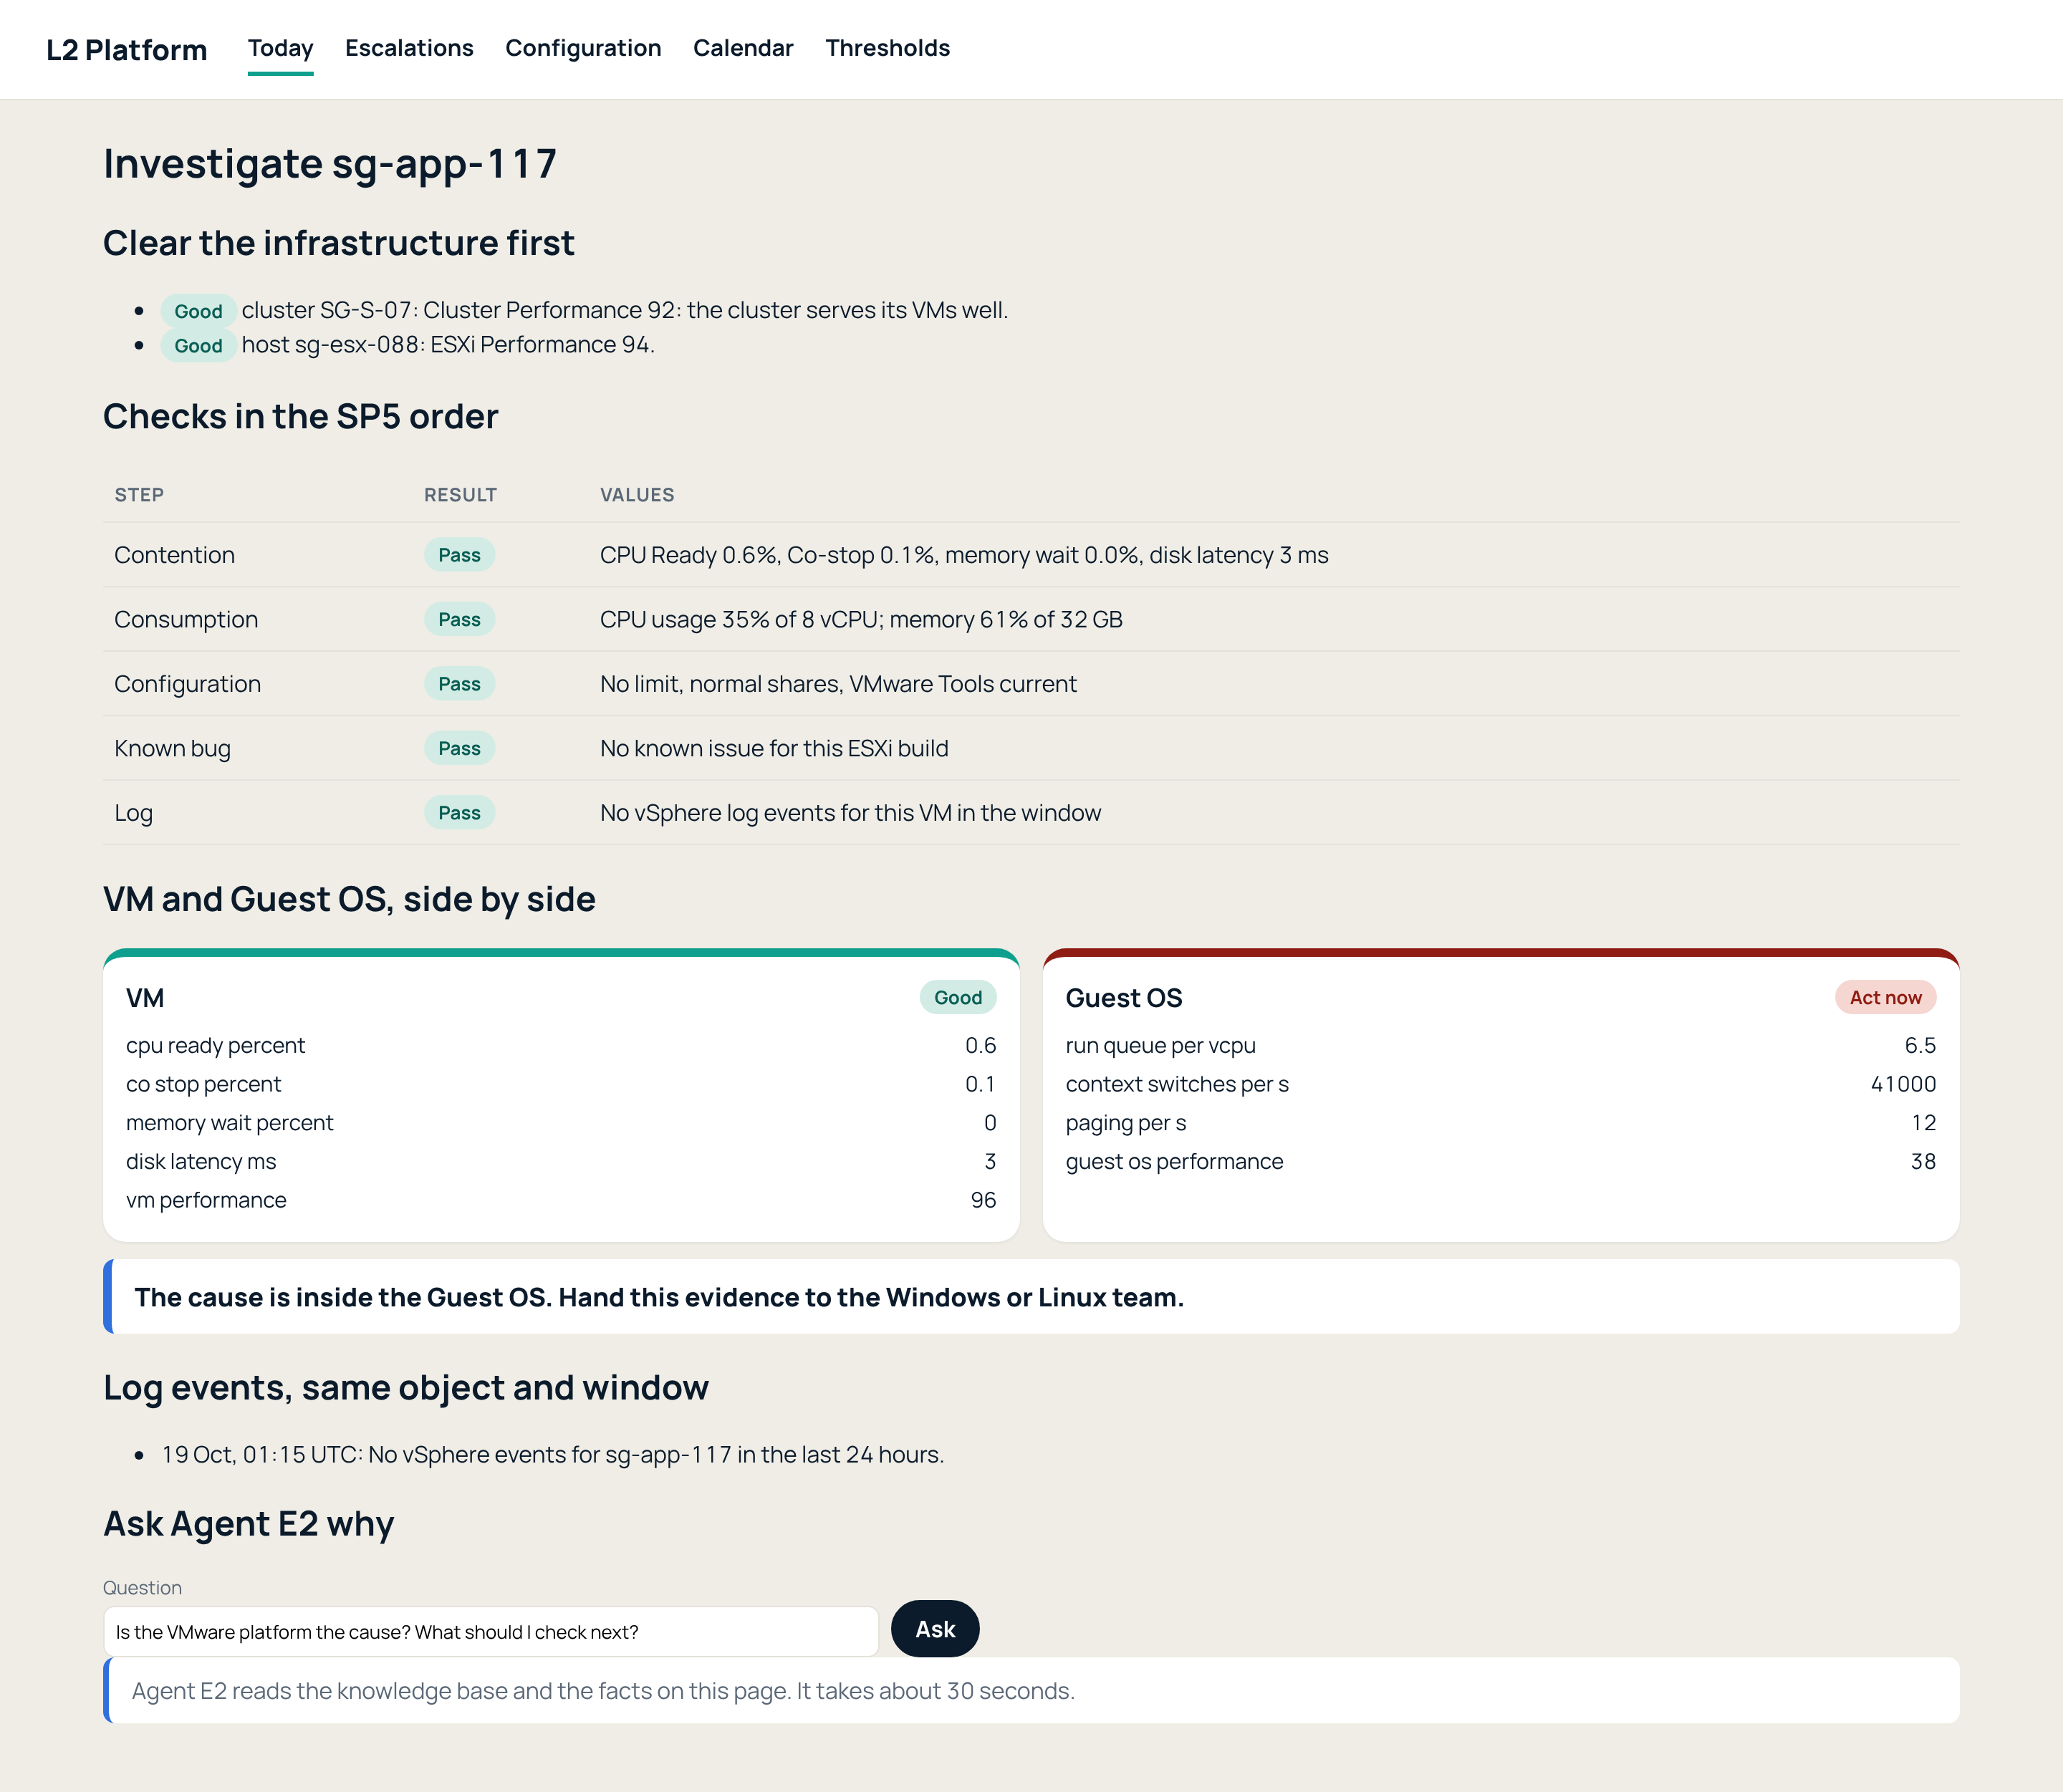 L2 Platform Today Escalations Configuration Calendar Thresholds
Investigate sg-app-117
Clear the infrastructure first
Good cluster SG-S-07: Cluster Performance 92: the cluster serves its VMs well.
Good host sg-esx-088: ESXi Performance 94.
Checks in the SP5 order
STEP RESULT VALUES
Contention Pass CPU Ready 0.6%, Co-stop 0.1%, memory wait 0.0%, disk latency 3 ms
Consumption Pass CPU usage 35% of 8 vCPU; memory 61% of 32 GB
Configuration Pass No limit, normal shares, VMware Tools current
Known bug Pass No known issue for this ESXi build
Log Pass No vSphere log events for this VM in the window
VM and Guest OS, side by side
VM Good
cpu ready percent 0.6
co stop percent 0.1
memory wait percent 0
disk latency ms 3
vm performance 96
Guest OS Act now
run queue per vcpu 6.5
context switches per s 41000
paging per s 12
guest os performance 38
The cause is inside the Guest OS. Hand this evidence to the Windows or Linux team.
Log events, same object and window
19 Oct, 01:15 UTC: No vSphere events for sg-app-117 in the last 24 hours.
Ask Agent E2 why
Question
Is the VMware platform the cause? What should I check next? Ask
Agent E2 reads the knowledge base and the facts on this page. It takes about 30 seconds.